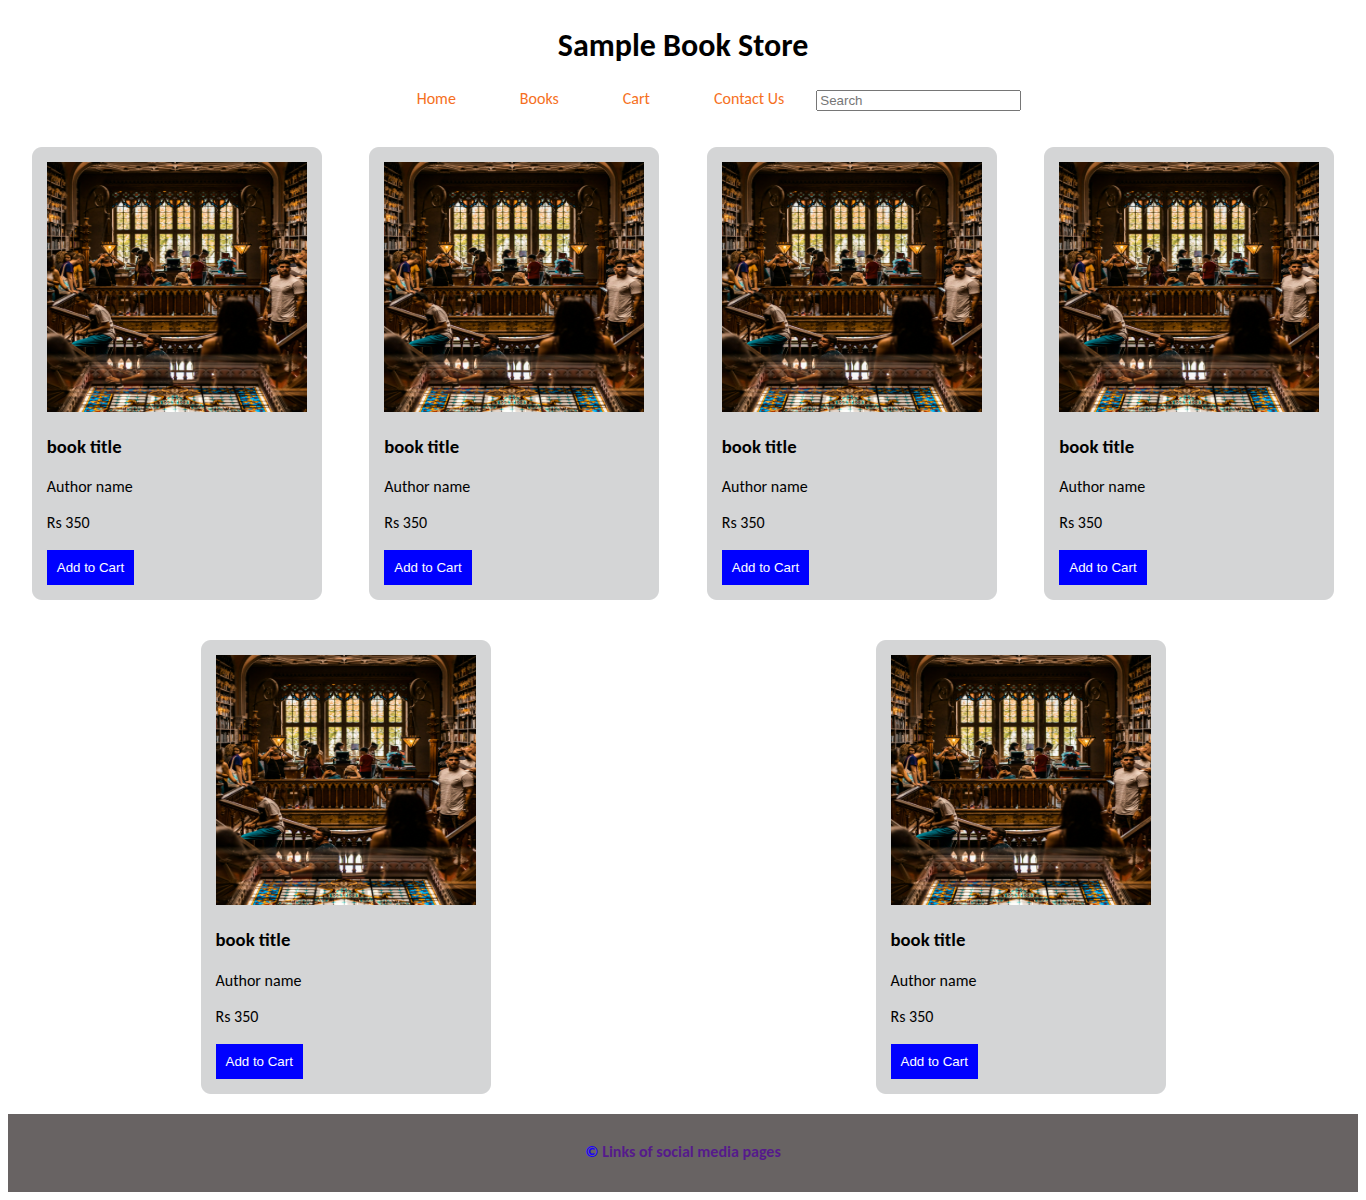 Sample Book Store
Home Books Cart Contact Us Search
book title book title book title book title
Author name Author name Author name Author name
Rs 350 Rs 350 Rs 350 Rs 350
Add to Cart Add to Cart Add to Cart Add to Cart
book title book title
Author name Author name
Rs 350 Rs 350
Add to Cart Add to Cart
© Links of social media pages